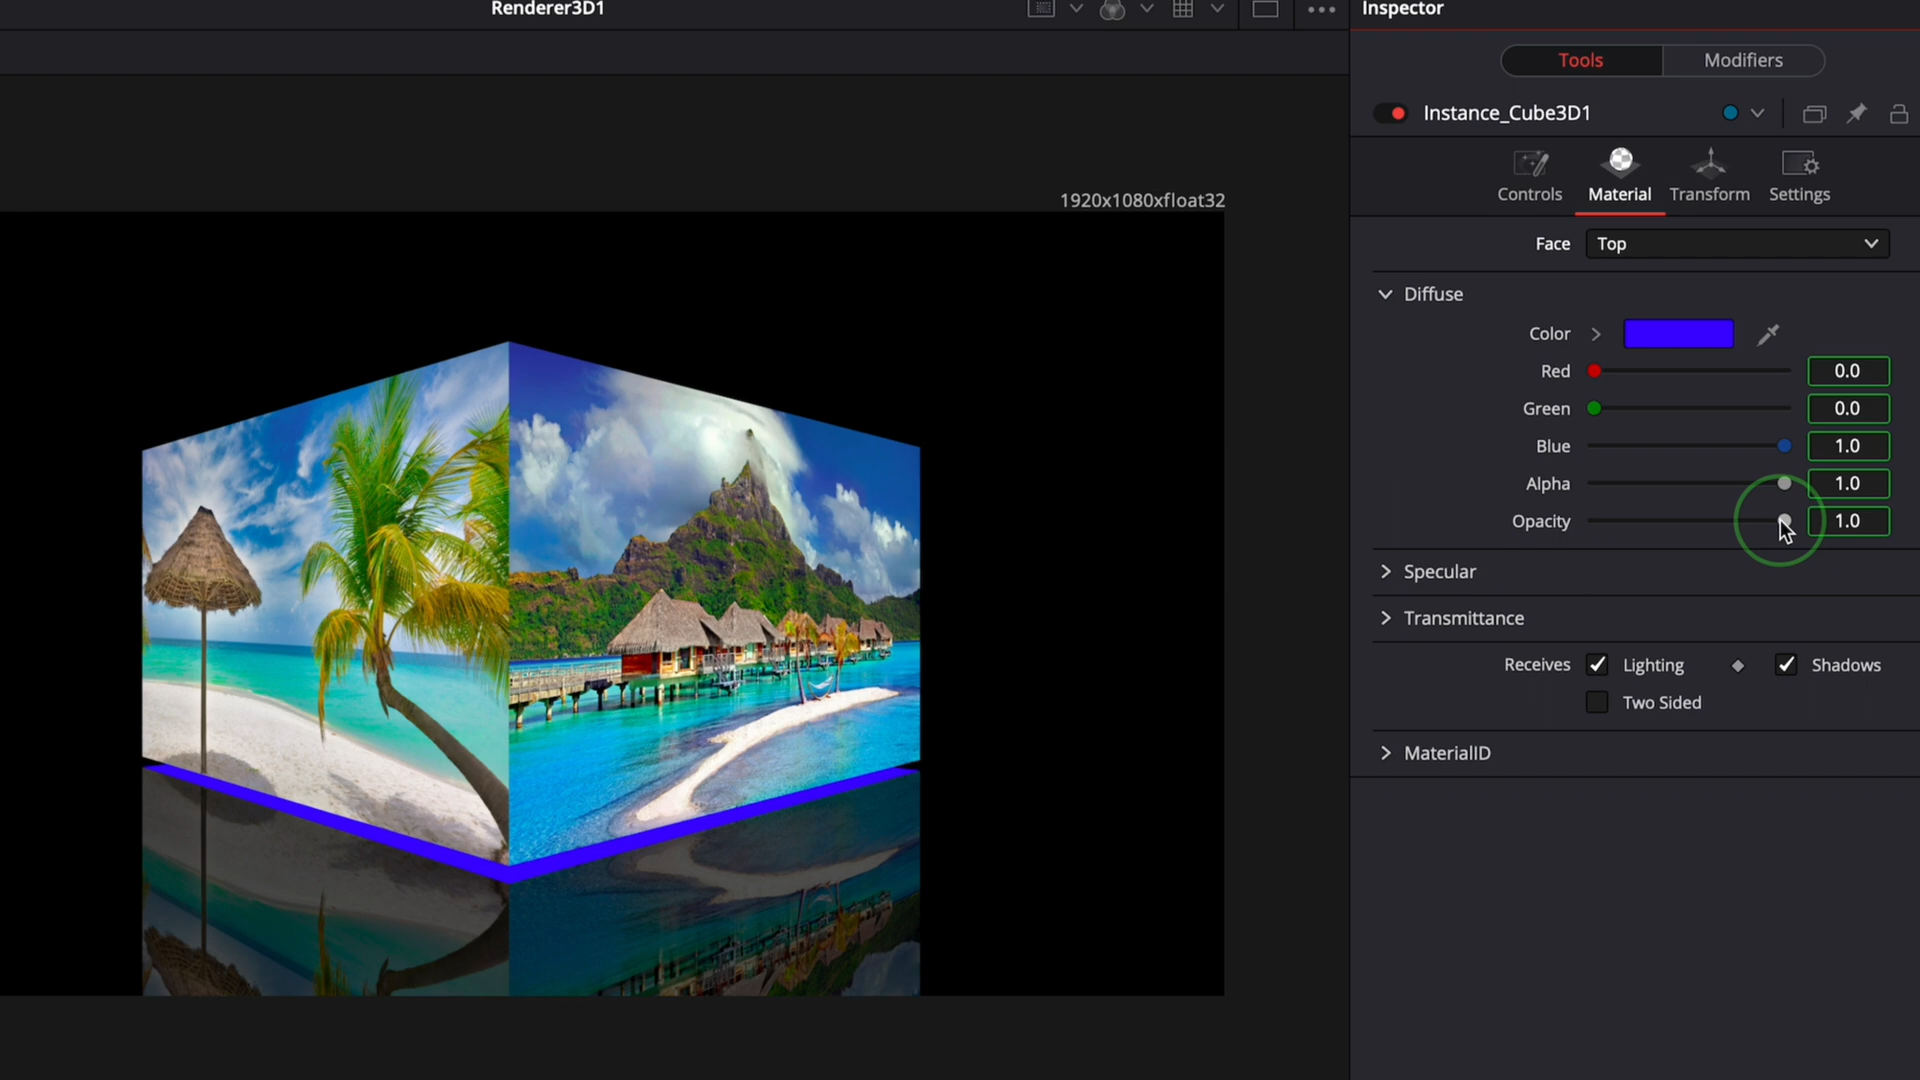 Renderer3D1
Inspector
Tools
Modifiers
Instance_Cube3D1
Controls
Material
Transform
Settings
1920x1080xfloat32
Face
Top
Diffuse
Color
Red
0.0
Green
0.0
Blue
1.0
Alpha
1.0
Opacity
1.0
Specular
Transmittance
Receives
Lighting
Shadows
Two Sided
MaterialID